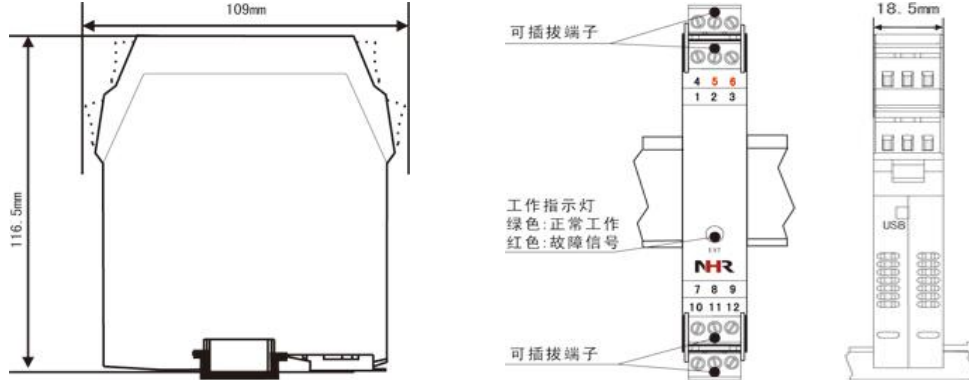 109mm
116.5mm
可插拔端子
4 5 6
1 2 3
工作指示灯
绿色:正常工作
红色:故障信号
EXT
NHR
7 8 9
10 11 12
可插拔端子
18.5mm
USB